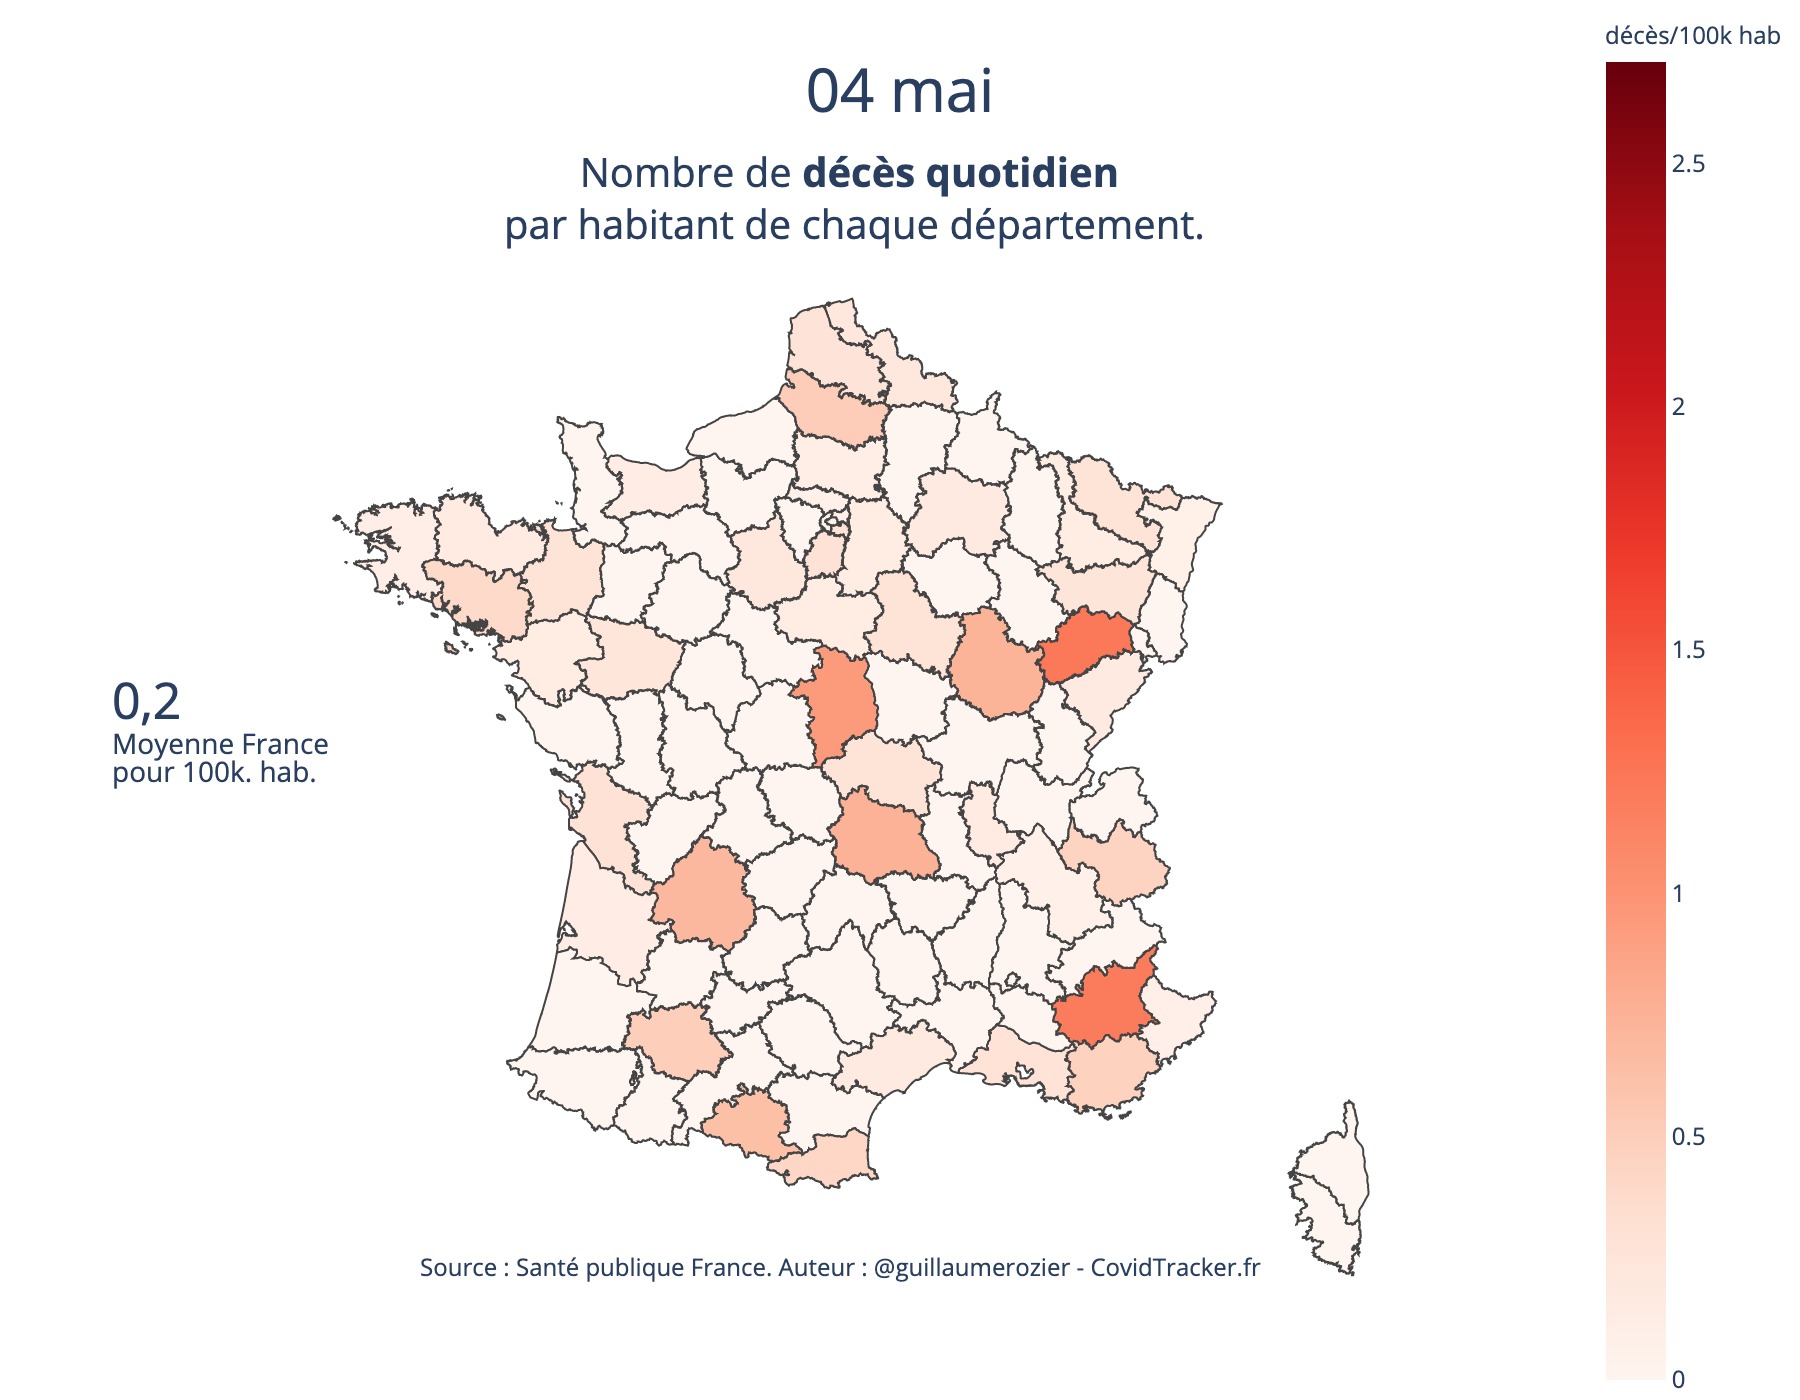 décès/100k hab
04 mai
Nombre de décès quotidien
par habitant de chaque département.
2.5
2
1.5
1
0.5
0
0,2
Moyenne France
pour 100k. hab.
Source : Santé publique France. Auteur : @guillaumerozier - CovidTracker.fr